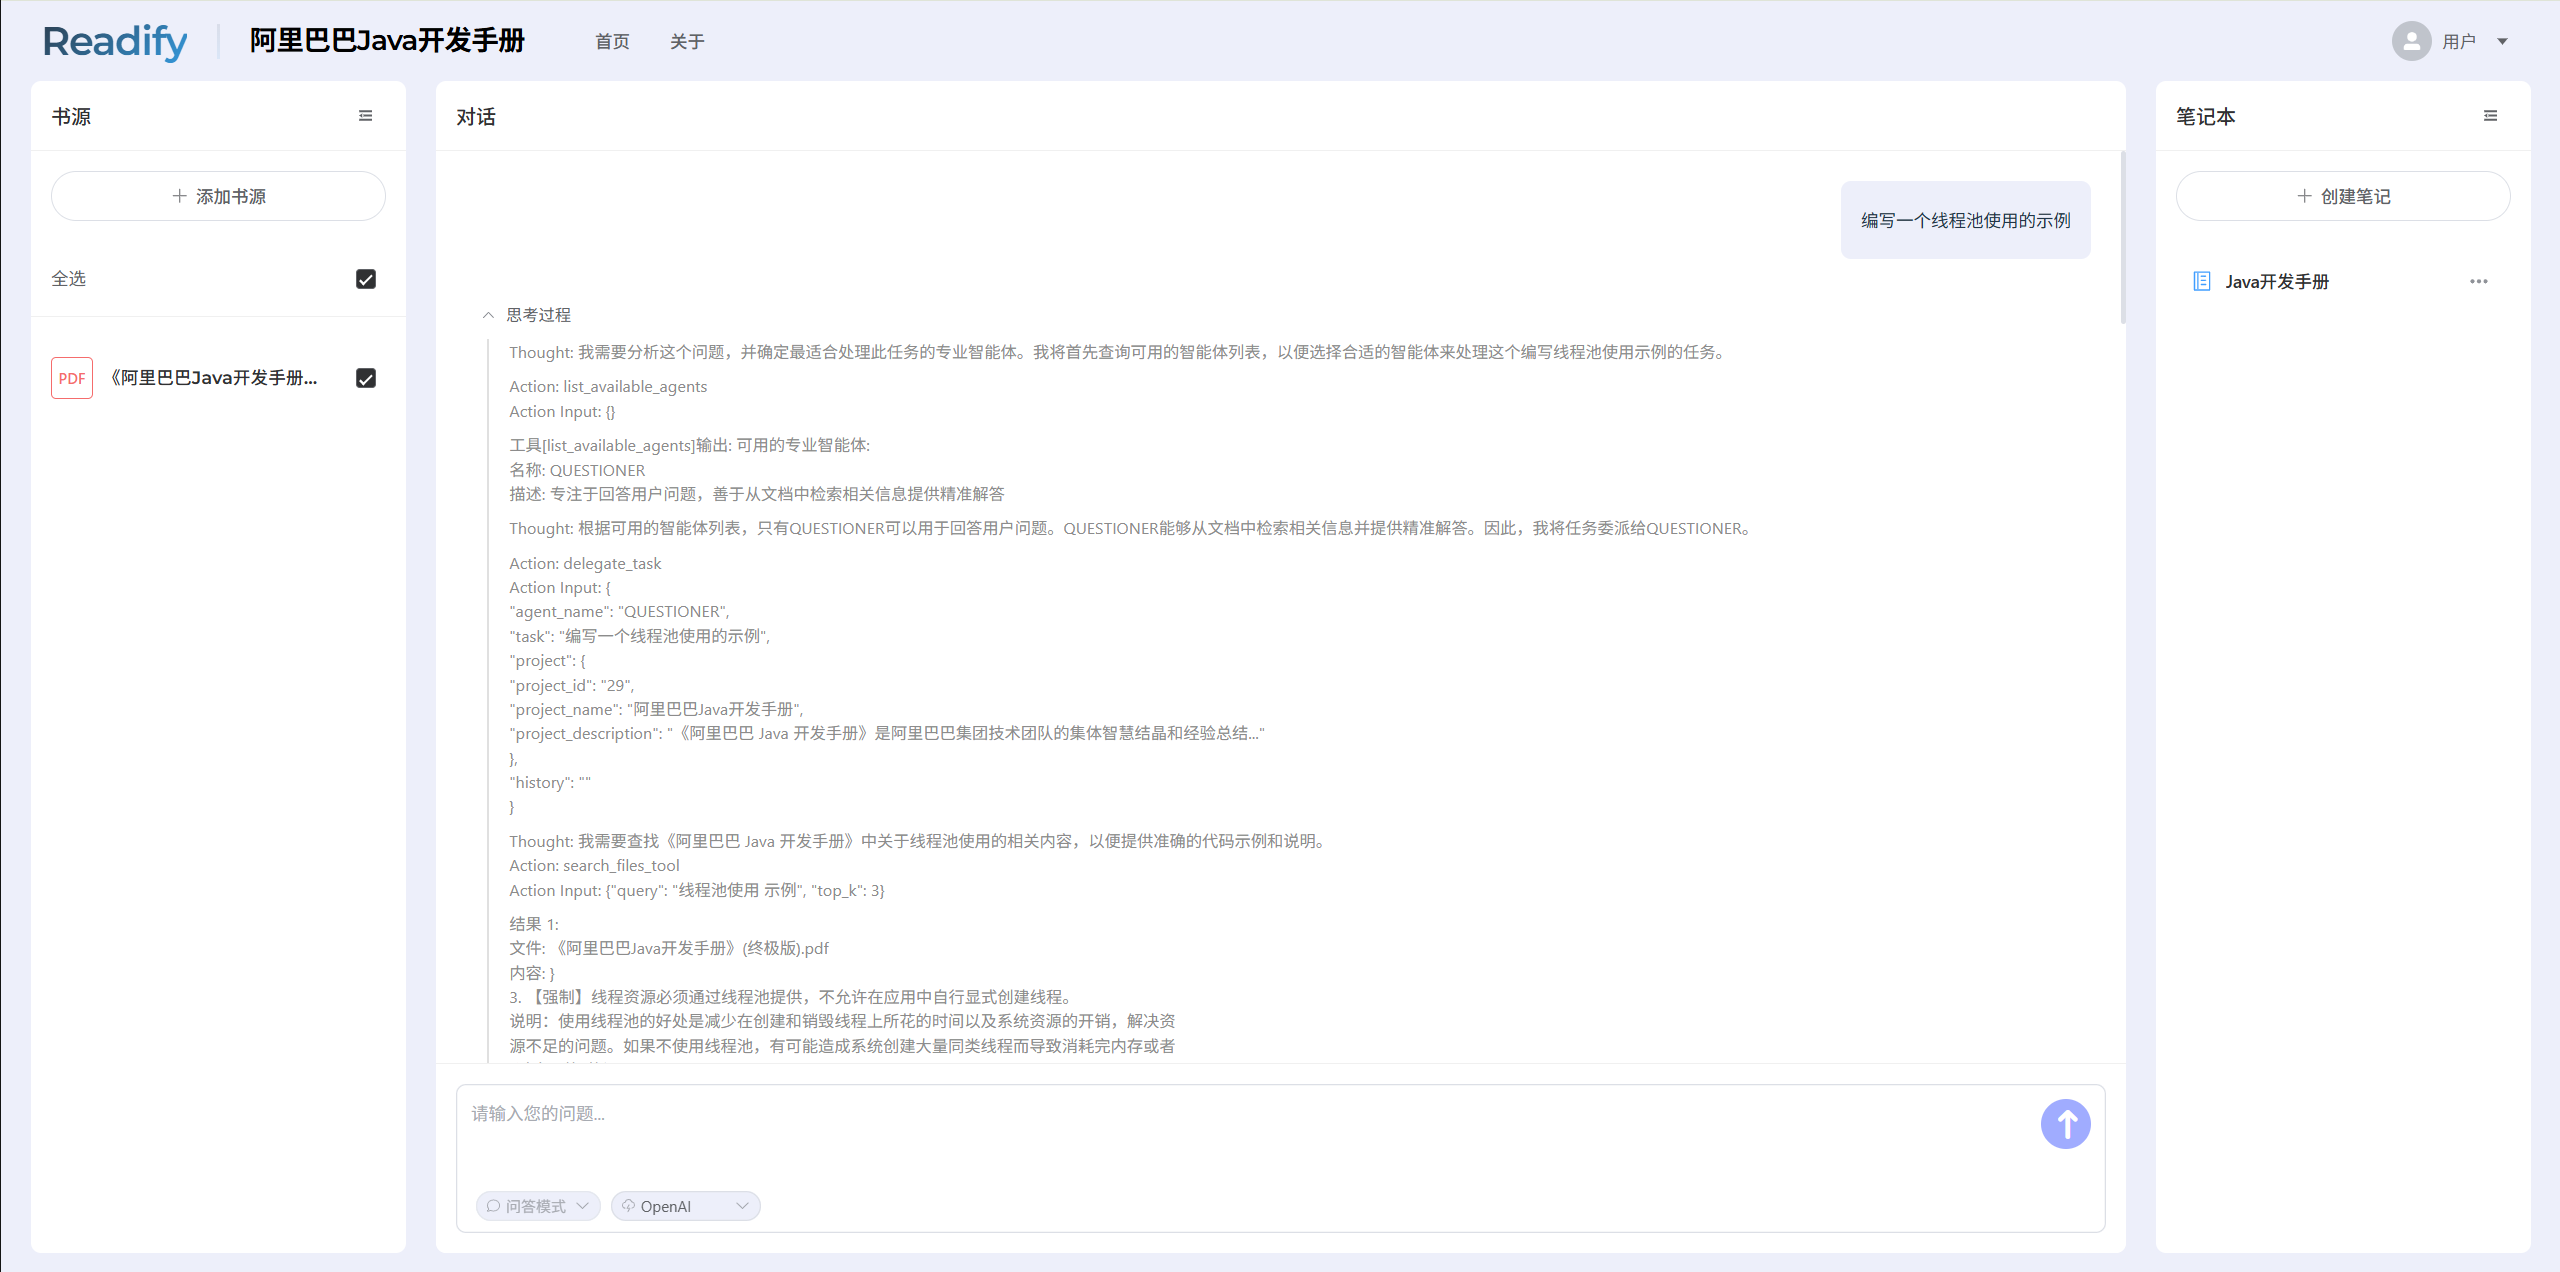 Readify
阿里巴巴Java开发手册
首页
关于
用户
书源
添加书源
全选
PDF
《阿里巴巴Java开发手册...
对话
编写一个线程池使用的示例
思考过程
Thought: 我需要分析这个问题，并确定最适合处理此任务的专业智能体。我将首先查询可用的智能体列表，以便选择合适的智能体来处理这个编写线程池使用示例的任务。
Action: list_available_agents
Action Input: {}
工具[list_available_agents]输出: 可用的专业智能体:
名称: QUESTIONER
描述: 专注于回答用户问题，善于从文档中检索相关信息提供精准解答
Thought: 根据可用的智能体列表，只有QUESTIONER可以用于回答用户问题。QUESTIONER能够从文档中检索相关信息并提供精准解答。因此，我将任务委派给QUESTIONER。
Action: delegate_task
Action Input: {
"agent_name": "QUESTIONER",
"task": "编写一个线程池使用的示例",
"project": {
"project_id": "29",
"project_name": "阿里巴巴Java开发手册",
"project_description": "《阿里巴巴 Java 开发手册》是阿里巴巴集团技术团队的集体智慧结晶和经验总结..."
},
"history": ""
}
Thought: 我需要查找《阿里巴巴 Java 开发手册》中关于线程池使用的相关内容，以便提供准确的代码示例和说明。
Action: search_files_tool
Action Input: {"query": "线程池使用 示例", "top_k": 3}
结果 1:
文件: 《阿里巴巴Java开发手册》(终极版).pdf
内容: }
3. 【强制】线程资源必须通过线程池提供，不允许在应用中自行显式创建线程。
说明：使用线程池的好处是减少在创建和销毁线程上所花的时间以及系统资源的开销，解决资
源不足的问题。如果不使用线程池，有可能造成系统创建大量同类线程而导致消耗完内存或者
请输入您的问题...
问答模式
OpenAI
笔记本
创建笔记
Java开发手册